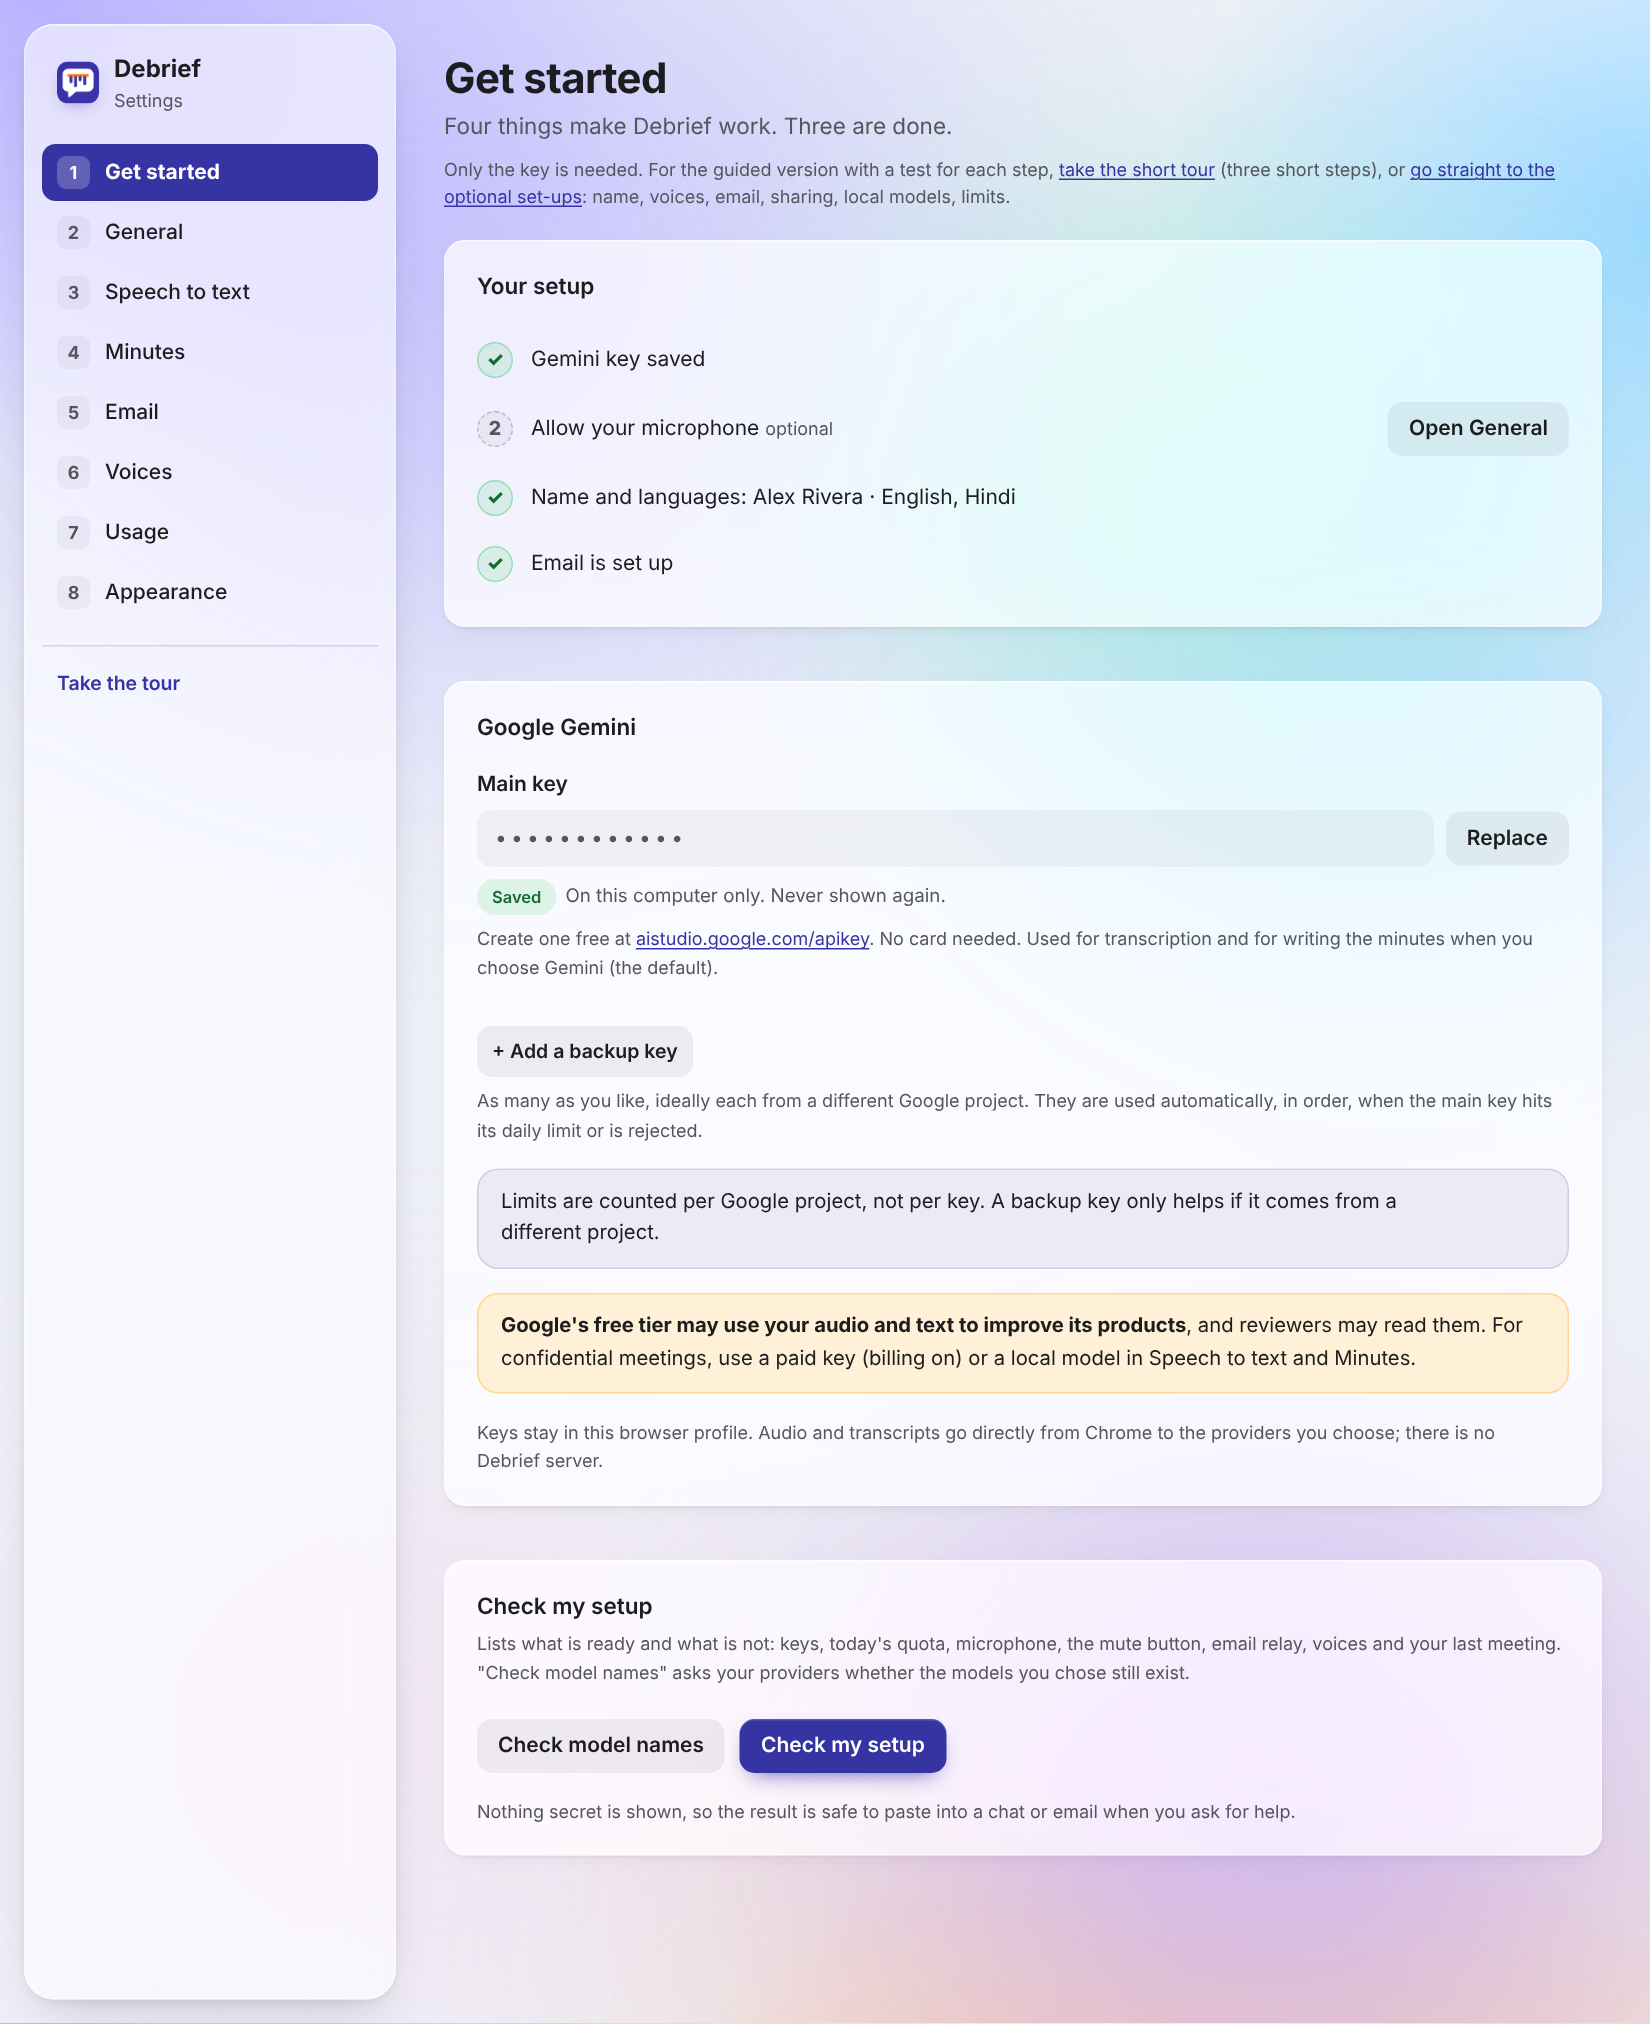 Debrief
Settings
1 Get started
2 General
3 Speech to text
4 Minutes
5 Email
6 Voices
7 Usage
8 Appearance
Take the tour
Get started
Four things make Debrief work. Three are done.
Only the key is needed. For the guided version with a test for each step, take the short tour (three short steps), or go straight to the
optional set-ups: name, voices, email, sharing, local models, limits.
Your setup
Gemini key saved
2 Allow your microphone optional
Open General
Name and languages: Alex Rivera · English, Hindi
Email is set up
Google Gemini
Main key
••••••••••••
Replace
Saved On this computer only. Never shown again.
Create one free at aistudio.google.com/apikey. No card needed. Used for transcription and for writing the minutes when you
choose Gemini (the default).
+ Add a backup key
As many as you like, ideally each from a different Google project. They are used automatically, in order, when the main key hits
its daily limit or is rejected.
Limits are counted per Google project, not per key. A backup key only helps if it comes from a
different project.
Google's free tier may use your audio and text to improve its products, and reviewers may read them. For
confidential meetings, use a paid key (billing on) or a local model in Speech to text and Minutes.
Keys stay in this browser profile. Audio and transcripts go directly from Chrome to the providers you choose; there is no
Debrief server.
Check my setup
Lists what is ready and what is not: keys, today's quota, microphone, the mute button, email relay, voices and your last meeting.
"Check model names" asks your providers whether the models you chose still exist.
Check model names
Check my setup
Nothing secret is shown, so the result is safe to paste into a chat or email when you ask for help.